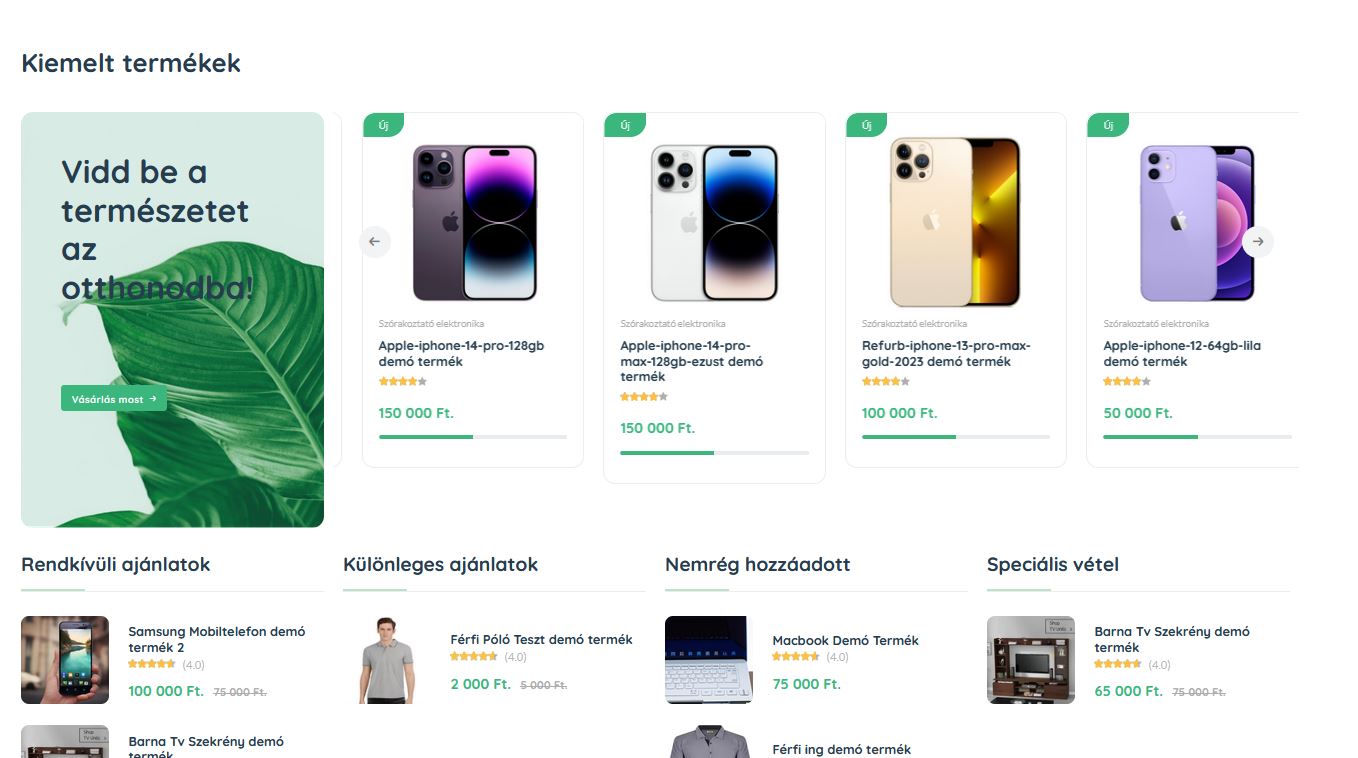 Kiemelt termékek
Vidd be a
természetet
az
otthonodba!
Vásárlás most
Új
Szórakoztató elektronika
Apple-iphone-14-pro-128gb
demó termék
150 000 Ft.
Új
Szórakoztató elektronika
Apple-iphone-14-pro-
max-128gb-ezust demó
termék
150 000 Ft.
Új
Szórakoztató elektronika
Refurb-iphone-13-pro-max-
gold-2023 demó termék
100 000 Ft.
Új
Szórakoztató elektronika
Apple-iphone-12-64gb-lila
demó termék
50 000 Ft.
Rendkívüli ajánlatok
Samsung Mobiltelefon demó
termék 2
(4.0)
100 000 Ft. 75 000 Ft.
Barna Tv Szekrény demó
termék
Különleges ajánlatok
Férfi Póló Teszt demó termék
(4.0)
2 000 Ft. 5 000 Ft.
Nemrég hozzáadott
Macbook Demó Termék
(4.0)
75 000 Ft.
Férfi ing demó termék
Speciális vétel
Barna Tv Szekrény demó
termék
(4.0)
65 000 Ft. 75 000 Ft.